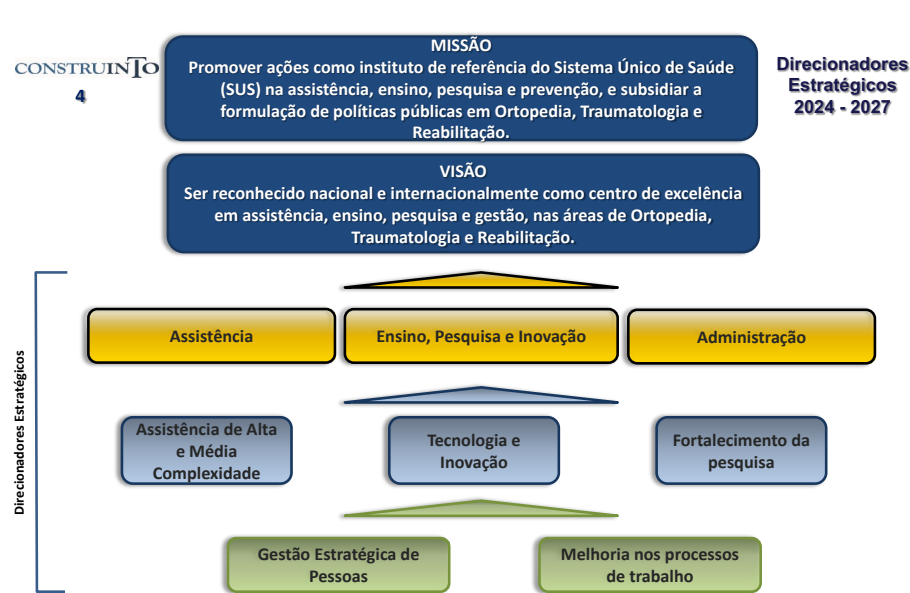 CONSTRUINTO
4
MISSÃO
Promover ações como instituto de referência do Sistema Único de Saúde
(SUS) na assistência, ensino, pesquisa e prevenção, e subsidiar a
formulação de políticas públicas em Ortopedia, Traumatologia e
Reabilitação.
Direcionadores
Estratégicos
2024 - 2027
VISÃO
Ser reconhecido nacional e internacionalmente como centro de excelência
em assistência, ensino, pesquisa e gestão, nas áreas de Ortopedia,
Traumatologia e Reabilitação.
Direcionadores Estratégicos
Assistência
Ensino, Pesquisa e Inovação
Administração
Assistência de Alta
e Média
Complexidade
Tecnologia e
Inovação
Fortalecimento da
pesquisa
Gestão Estratégica de
Pessoas
Melhoria nos processos
de trabalho